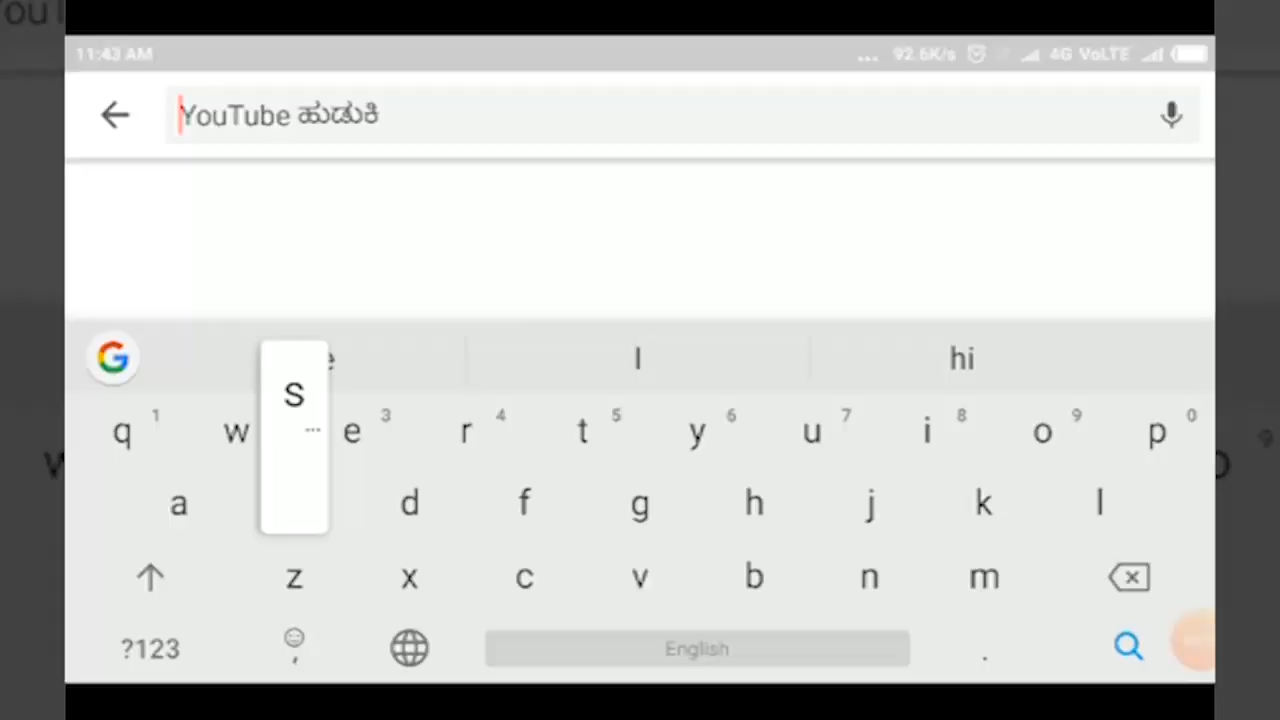 11:43 AM ... 92.6K/s 4G VoLTE
YouTube ಹುಡುಕಿ
I hi
q 1 w e 3 r 4 t 5 y 6 u 7 i 8 o 9 p 0
S
a d f g h j k l
z x c v b n m
?123 , English .